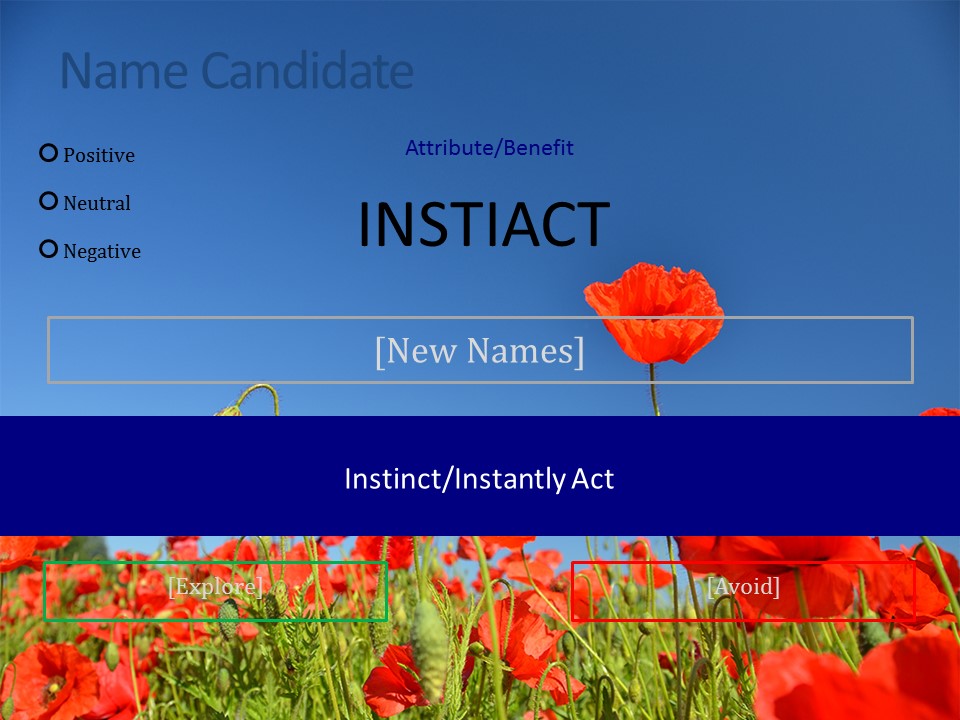 Name Candidate
Attribute/Benefit
Positive
Neutral
Negative
INSTIACT
[New Names]
Instinct/Instantly Act
[Explore]
[Avoid]